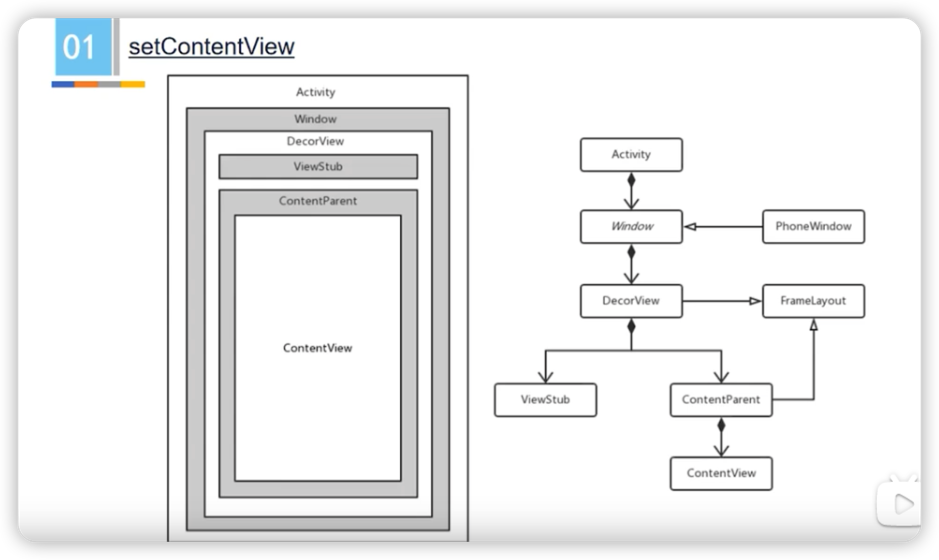 01
setContentView
Activity
Window
DecorView
ViewStub
ContentParent
ContentView
Activity
Window
PhoneWindow
DecorView
FrameLayout
ViewStub
ContentParent
ContentView